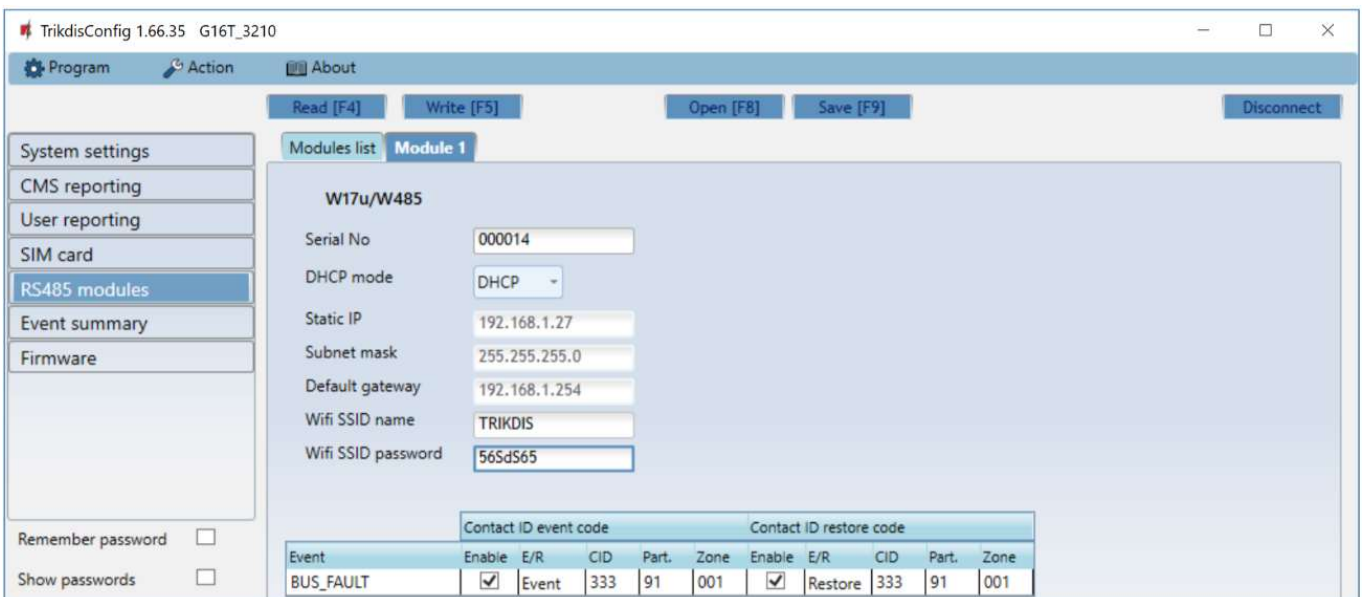 TrikdisConfig 1.66.35 G16T_3210
Program Action About
Read [F4] Write [F5] Open [F8] Save [F9] Disconnect
System settings
CMS reporting
User reporting
SIM card
RS485 modules
Event summary
Firmware
Remember password
Show passwords
Modules list Module 1
W17u/W485
Serial No 000014
DHCP mode DHCP
Static IP 192.168.1.27
Subnet mask 255.255.255.0
Default gateway 192.168.1.254
Wifi SSID name TRIKDIS
Wifi SSID password 56SdS65
Contact ID event code Contact ID restore code
Event Enable E/R CID Part. Zone Enable E/R CID Part. Zone
BUS_FAULT Event 333 91 001 Restore 333 91 001